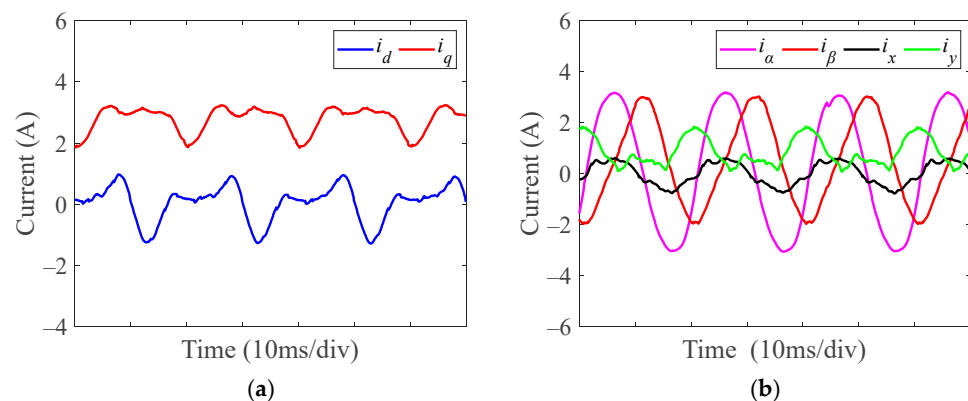 6
i_d i_q
4
2
0
–2
–4
Current (A)
Time (10ms/div)
(a)
6
i_α i_β i_x i_y
4
2
0
–2
–4
–6
Current (A)
Time (10ms/div)
(b)